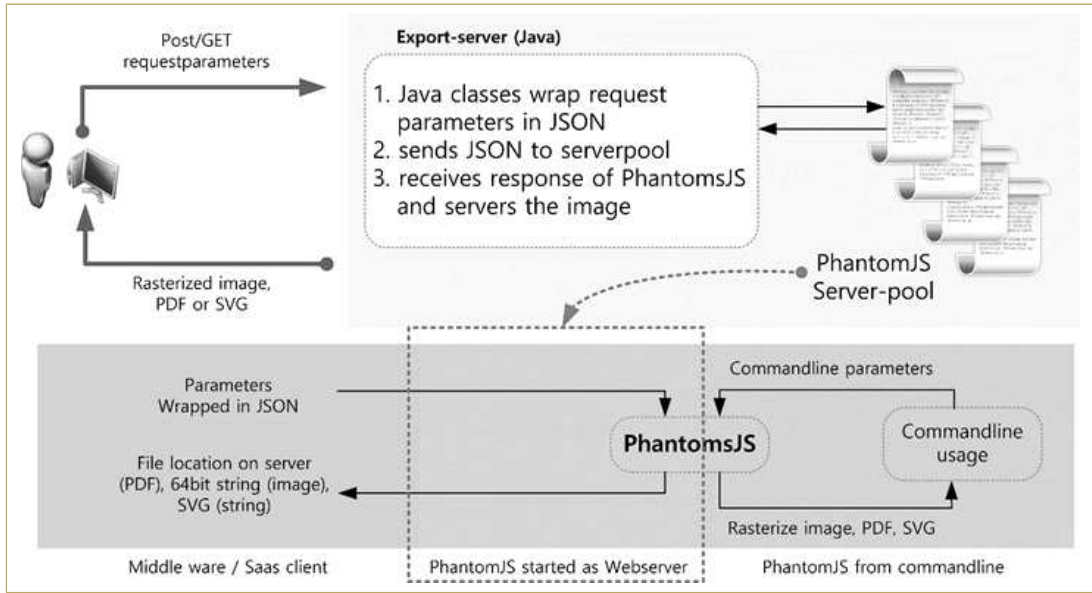 Post/GET
requestparameters
Export-server (Java)
1. Java classes wrap request
parameters in JSON
2. sends JSON to serverpool
3. receives response of PhantomsJS
and servers the image
Rasterized image,
PDF or SVG
PhantomJS
Server-pool
Parameters
Wrapped in JSON
Commandline parameters
PhantomsJS
Commandline
usage
File location on server
(PDF), 64bit string (image),
SVG (string)
Rasterize image, PDF, SVG
Middle ware / Saas client
PhantomJS started as Webserver
PhantomJS from commandline